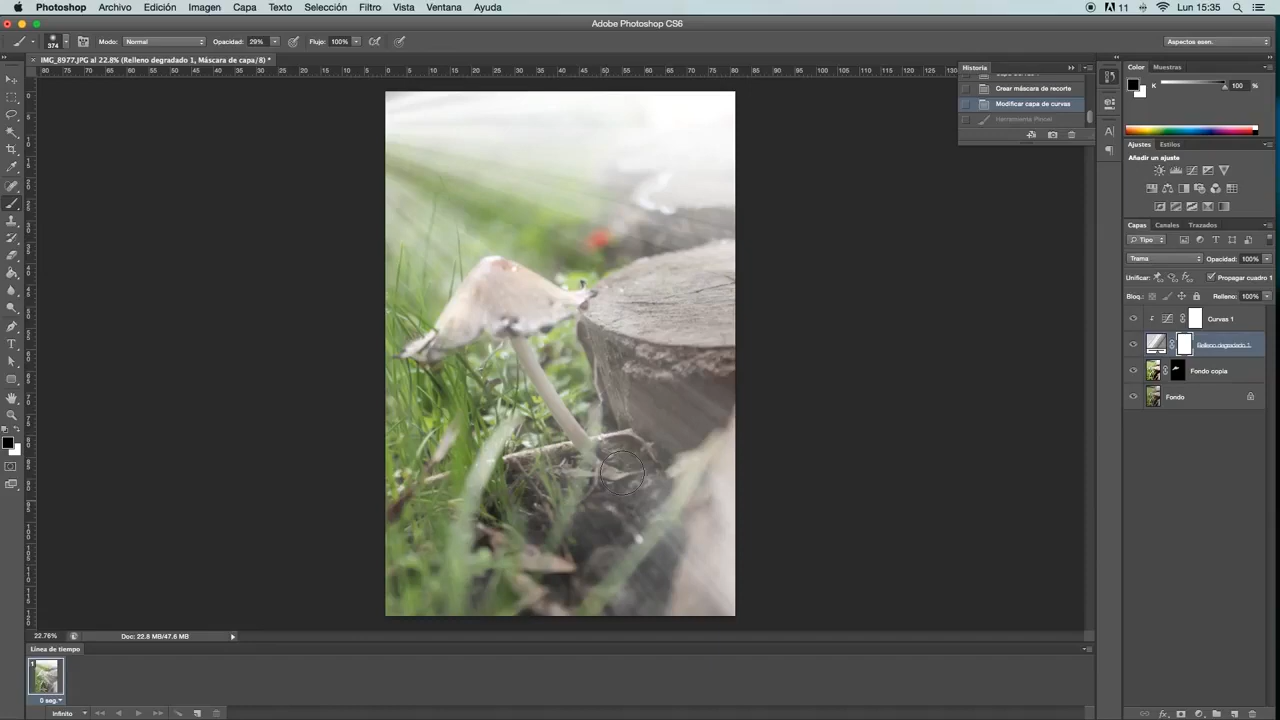 Photoshop Archivo Edición Imagen Capa Texto Selección Filtro Vista Ventana Ayuda 11 Lun 15:35
Adobe Photoshop CS6
374 Modo: Normal Opacidad: 29% Flujo: 100% Aspectos esen.
IMG_8977.JPG al 22.8% (Relleno degradado 1, Máscara de capa/8) *
Historia
Crear máscara de recorte
Modificar capa de curvas
Herramienta Pincel
Color Muestras
K 100 %
Ajustes Estilos
Añadir un ajuste
Capas Canales Trazados
Tipo
Trama Opacidad: 100%
Unificar: Propagar cuadro 1
Bloq.: Relleno: 100%
Curvas 1
Relleno degradado 1
Fondo copia
Fondo
22.76% Doc: 22.8 MB/47.6 MB
Línea de tiempo
1
0 seg.
Infinito